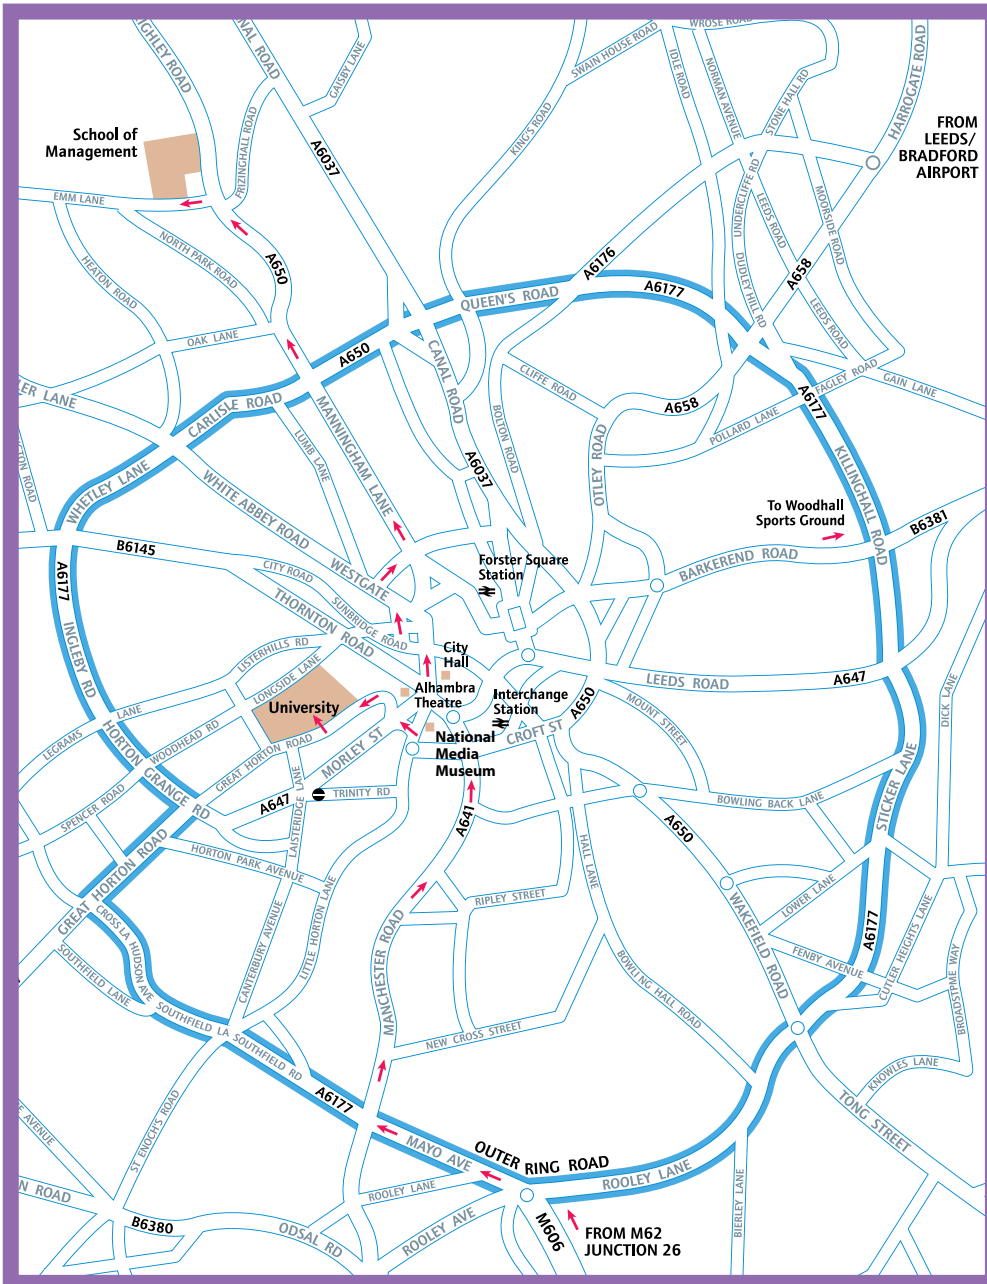 IGHLEY ROAD
NAL ROAD
GAISBY LANE
SWAIN HOUSE ROAD
WROSE ROAD
IDLE ROAD
NORMAN AVENUE
STONE HALL RD
HARROGATE ROAD
FROM
LEEDS/
BRADFORD
AIRPORT
School of
Management
FRIZINGHALL ROAD
A6037
KING'S ROAD
EMM LANE
NORTH PARK ROAD
A650
HEATON ROAD
UNDERCLIFFE RD
LEEDS ROAD
MOORSIDE ROAD
A6176
A6177
A658
DUDLEY HILL RD
LEEDS ROAD
QUEEN'S ROAD
OAK LANE
A650
CANAL ROAD
CLIFFE ROAD
A658
FAGLEY ROAD
GAIN LANE
LER LANE
CARLISLE ROAD
MANNINGHAM LANE
LUMB LANE
BOLTON ROAD
OTLEY ROAD
POLLARD LANE
A6177
KILLINGHALL ROAD
TON ROAD
WHETLEY LANE
WHITE ABBEY ROAD
A6037
To Woodhall
Sports Ground
B6381
B6145
CITY ROAD
WESTGATE
Forster Square
Station
BARKEREND ROAD
A6177
THORNTON ROAD
SUNBRIDGE ROAD
INGLEBY RD
LISTERHILLS RD
LONGSIDE LANE
City
Hall
Alhambra
Theatre
Interchange
Station
A650
LEEDS ROAD
A647
University
MOUNT STREET
DICK LANE
LEGRAMS
LANE
WOODHEAD RD
GREAT HORTON ROAD
MORLEY ST
National
Media
Museum
CROFT ST
HORTON GRANGE RD
A647
TRINITY RD
LAISTERIDGE LANE
A641
BOWLING BACK LANE
STICKER LANE
SPENCER ROAD
A650
HORTON PARK AVENUE
HALL LANE
GREAT HORTON ROAD
RIPLEY STREET
LOWER LANE
WAKEFIELD ROAD
CROSS LA
HUDSON AVE
CANTERBURY AVENUE
LITTLE HORTON LANE
MANCHESTER ROAD
A6177
CUTLER HEIGHTS LANE
FENBY AVENUE
BROADSTPME WAY
SOUTHFIELD LANE
BOWLING HALL ROAD
SOUTHFIELD LA
SOUTHFIELD RD
NEW CROSS STREET
KNOWLES LANE
A6177
TONG STREET
E AVENUE
ST ENOCH'S ROAD
MAYO AVE
OUTER RING ROAD
ROOLEY LANE
N ROAD
ROOLEY LANE
BIERLEY LANE
B6380
ODSAL RD
ROOLEY AVE
M606
FROM M62
JUNCTION 26